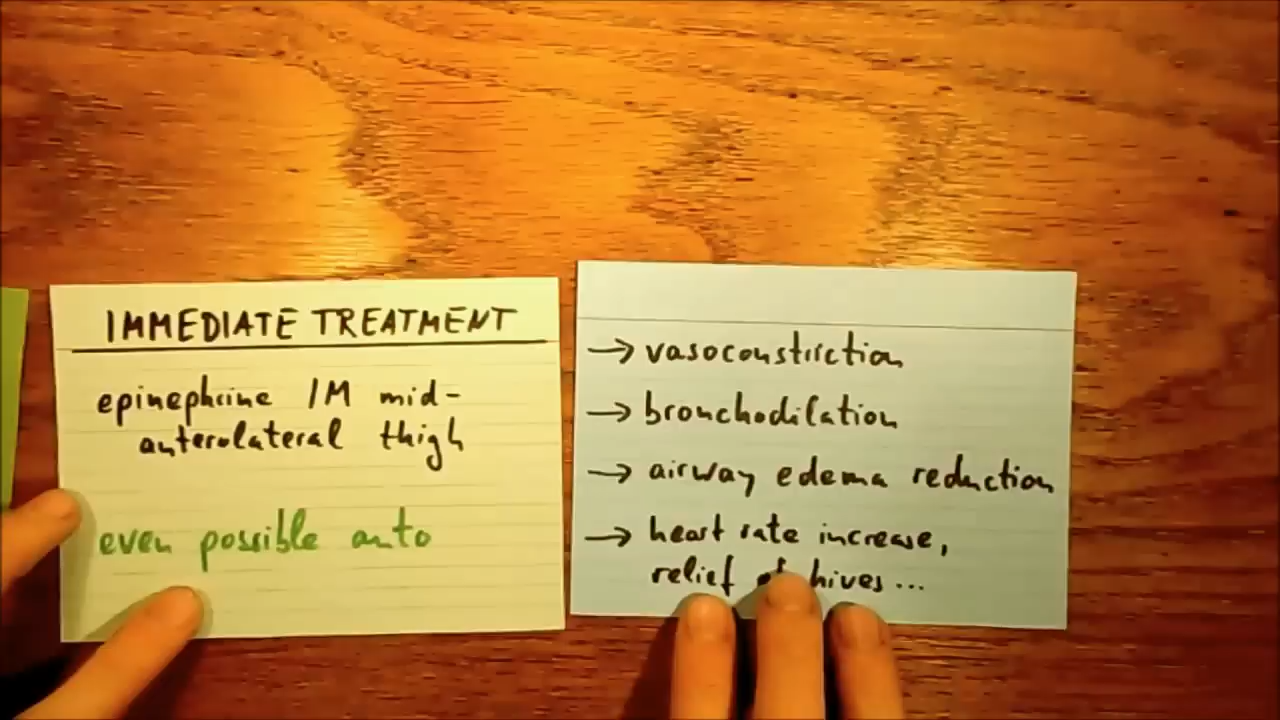 IMMEDIATE TREATMENT
epinephrine IM mid-
anterolateral thigh
even possible auto
→ vasoconstriction
→ bronchodilation
→ airway edema reduction
→ heart rate increase,
relief of hives...